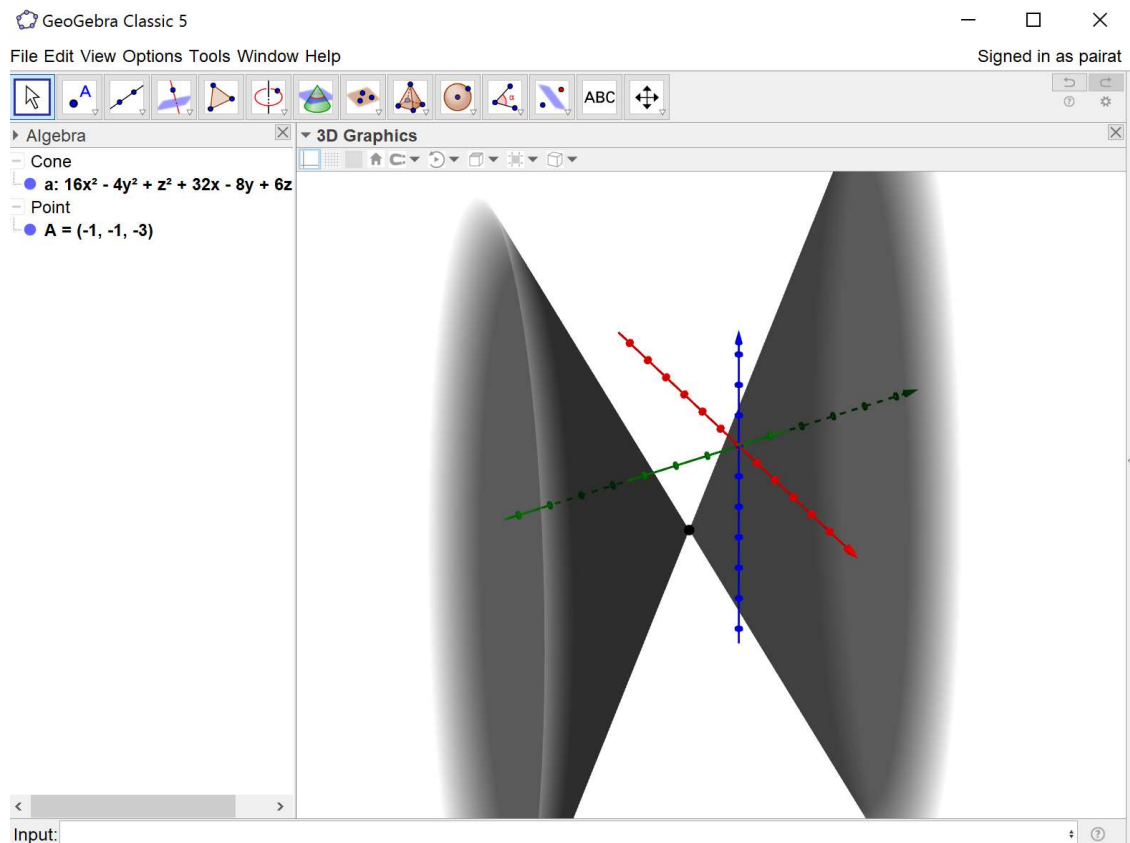 GeoGebra Classic 5
File Edit View Options Tools Window Help
Signed in as pairat
A
α
ABC
Algebra
3D Graphics
Cone
a: 16x² - 4y² + z² + 32x - 8y + 6z
Point
A = (-1, -1, -3)
Input: